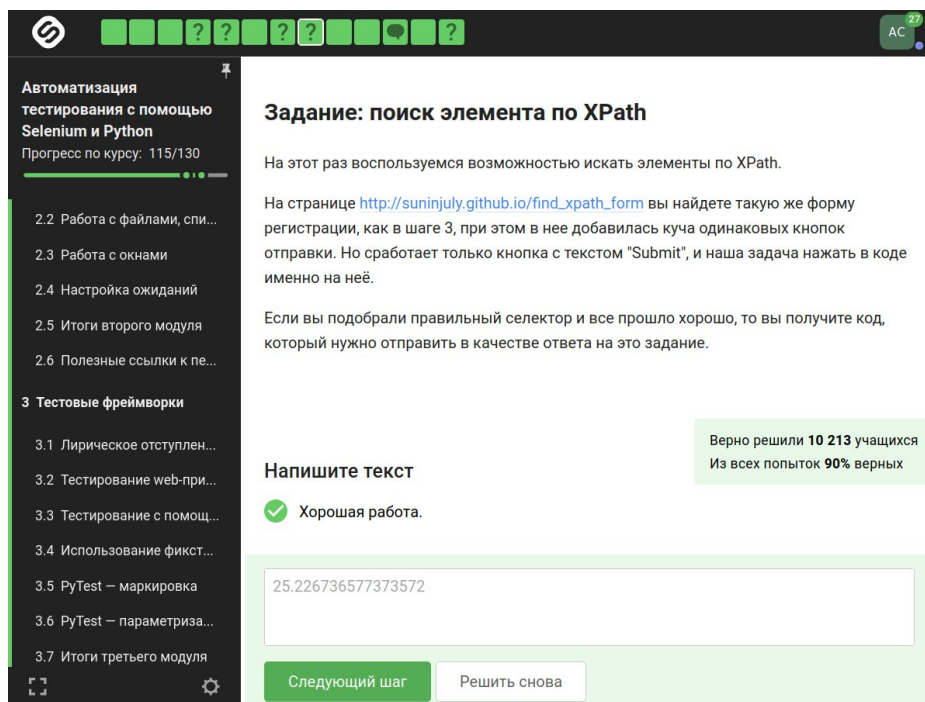 ? ? ? ? ?
AC 27
Автоматизация
тестирования с помощью
Selenium и Python
Прогресс по курсу: 115/130
2.2 Работа с файлами, спи...
2.3 Работа с окнами
2.4 Настройка ожиданий
2.5 Итоги второго модуля
2.6 Полезные ссылки к пе...
3 Тестовые фреймворки
3.1 Лирическое отступлен...
3.2 Тестирование web-при...
3.3 Тестирование с помощ...
3.4 Использование фикст...
3.5 PyTest — маркировка
3.6 PyTest — параметриза...
3.7 Итоги третьего модуля
Задание: поиск элемента по XPath
На этот раз воспользуемся возможностью искать элементы по XPath.
На странице http://suninjuly.github.io/find_xpath_form вы найдете такую же форму
регистрации, как в шаге 3, при этом в нее добавилась куча одинаковых кнопок
отправки. Но сработает только кнопка с текстом "Submit", и наша задача нажать в коде
именно на неё.
Если вы подобрали правильный селектор и все прошло хорошо, то вы получите код,
который нужно отправить в качестве ответа на это задание.
Верно решили 10 213 учащихся
Из всех попыток 90% верных
Напишите текст
Хорошая работа.
25.226736577373572
Следующий шаг
Решить снова